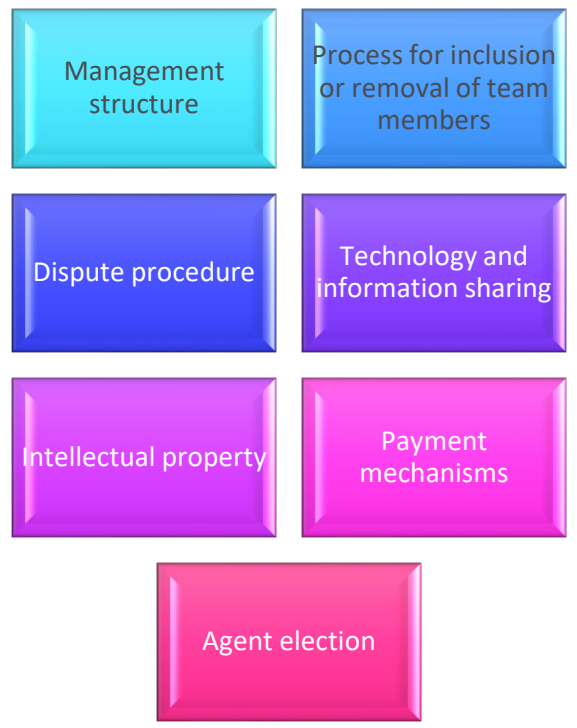 Management
structure
Process for inclusion
or removal of team
members
Dispute procedure
Technology and
information sharing
Intellectual property
Payment
mechanisms
Agent election